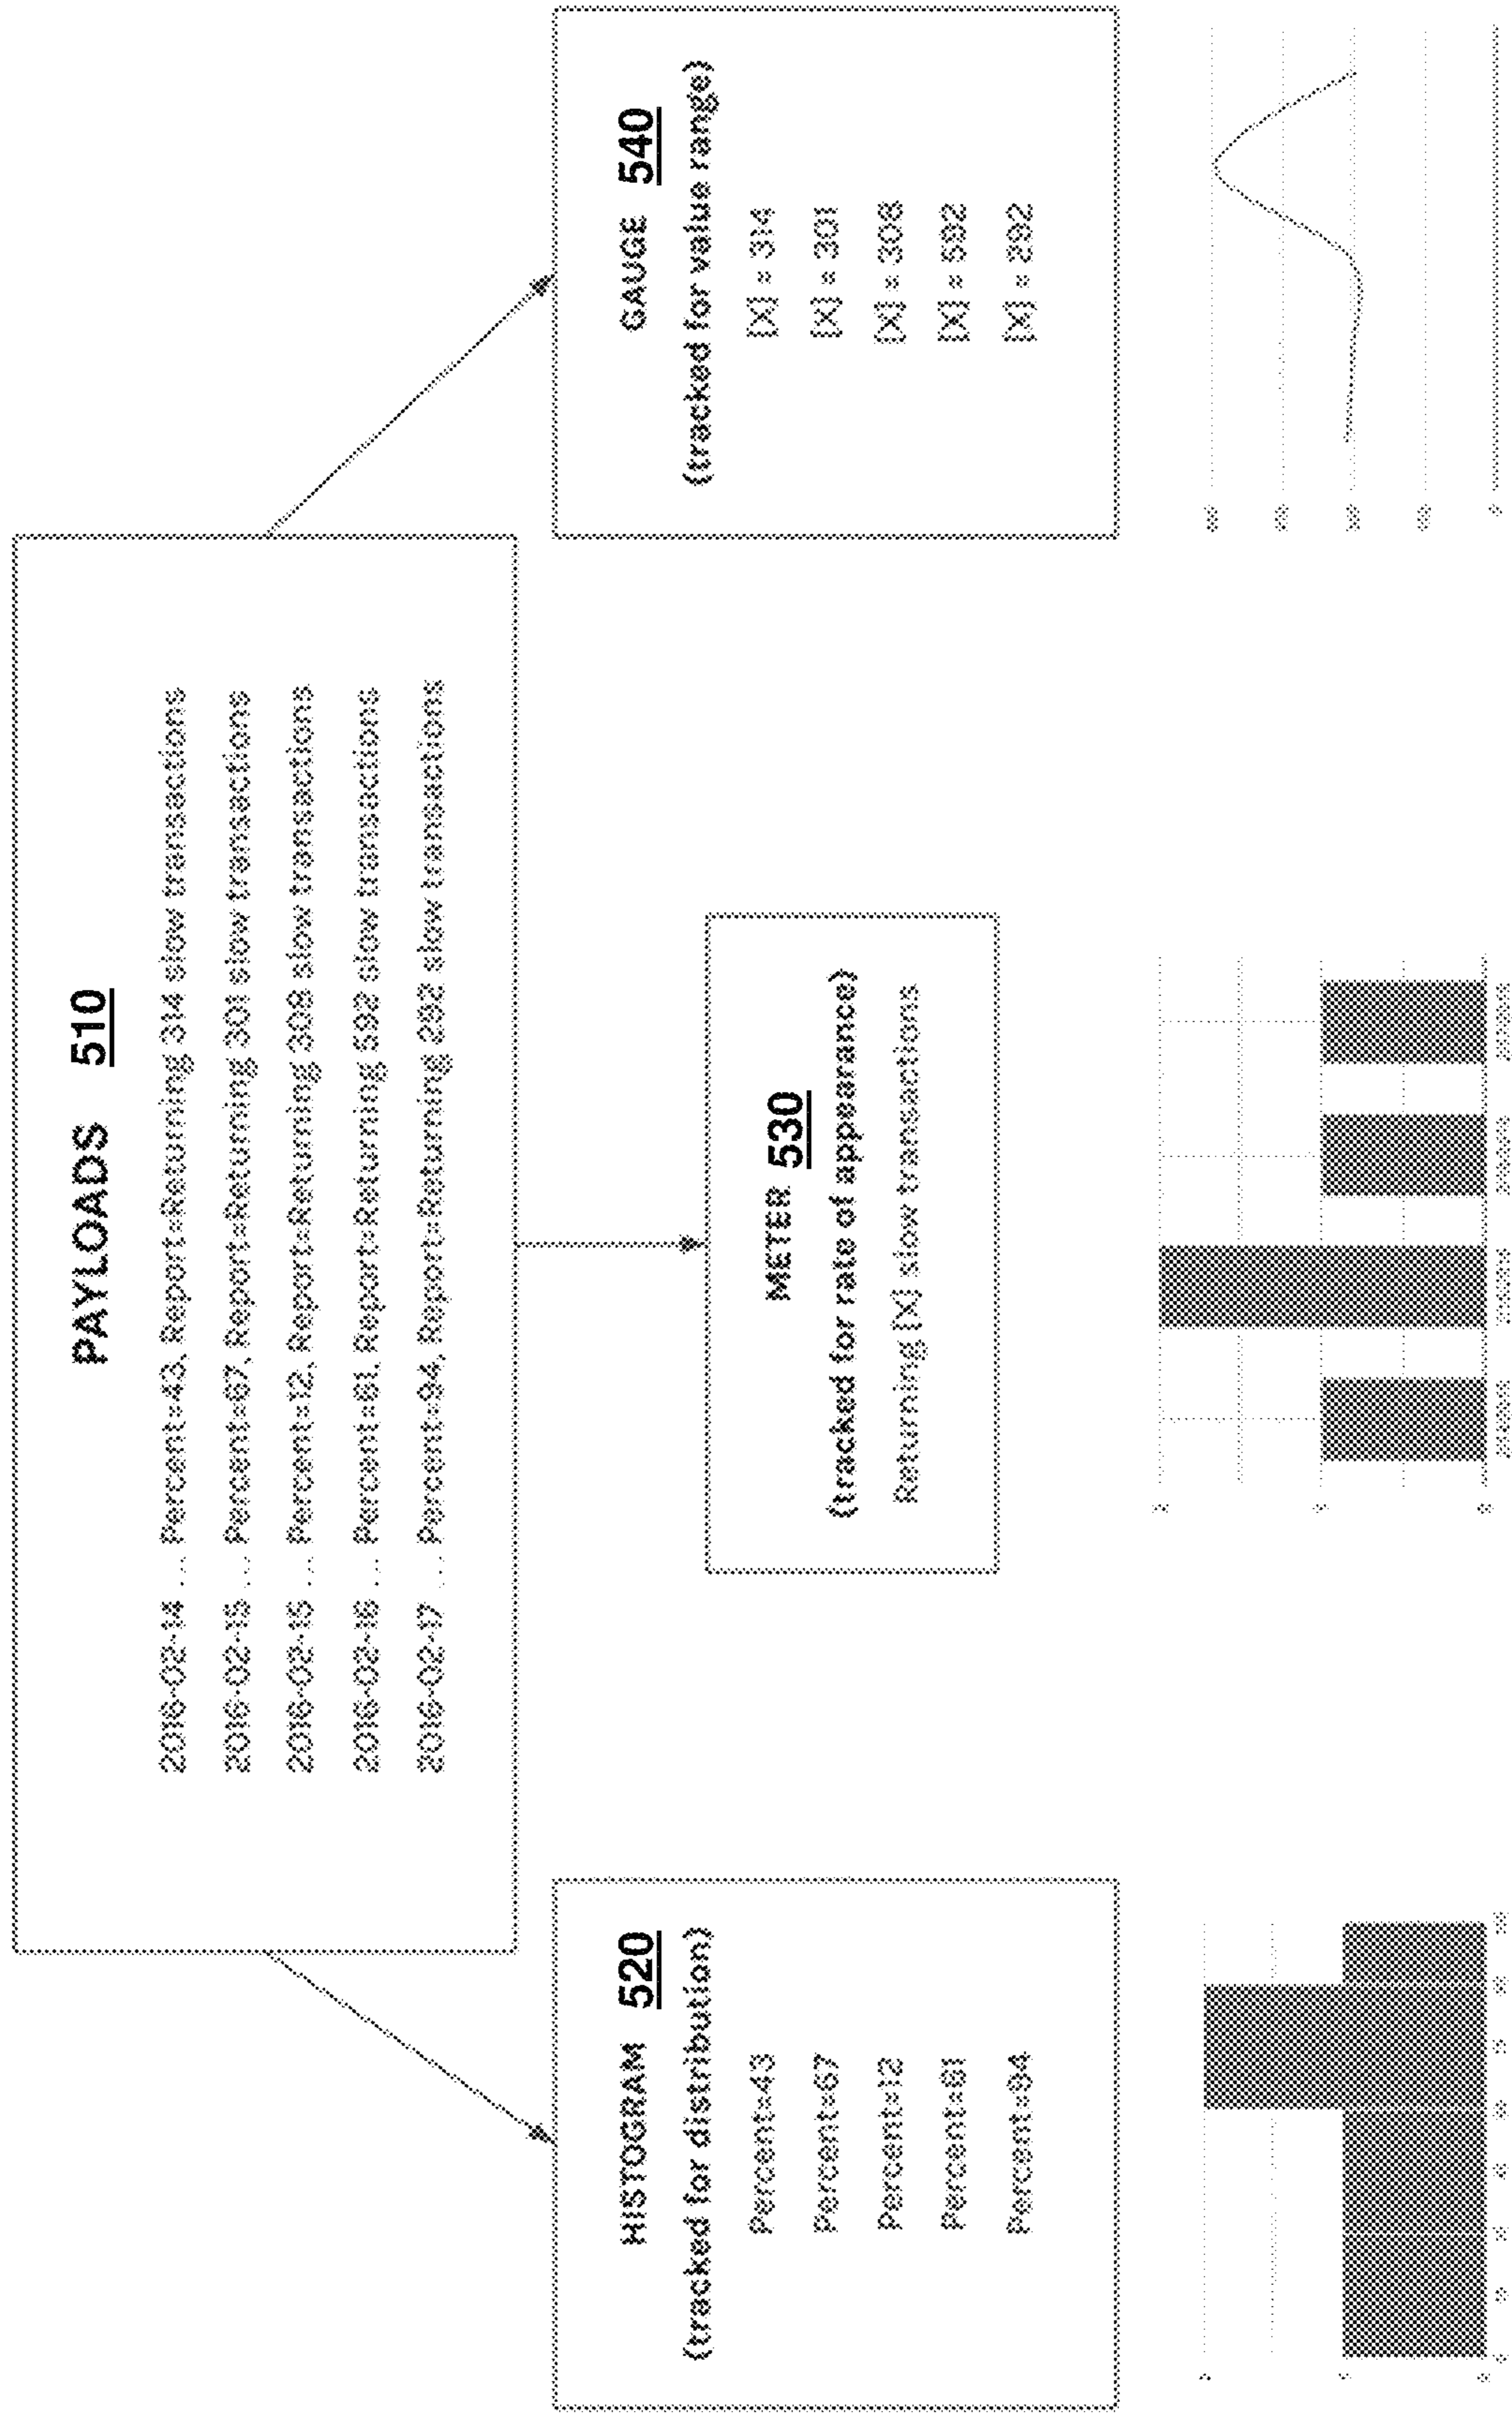 PAYLOADS 510
2016-02-14 ... Percent=43, Report=Returning 314 slow transactions
2016-02-15 ... Percent=67, Report=Returning 301 slow transactions
2016-02-15 ... Percent=12, Report=Returning 308 slow transactions
2016-02-16 ... Percent=61, Report=Returning 592 slow transactions
2016-02-17 ... Percent=94, Report=Returning 292 slow transactions
HISTOGRAM 520
(tracked for distribution)
Percent=43
Percent=67
Percent=12
Percent=61
Percent=94
METER 530
(tracked for rate of appearance)
Returning [X] slow transactions
GAUGE 540
(tracked for value range)
[X] = 314
[X] = 301
[X] = 308
[X] = 592
[X] = 292